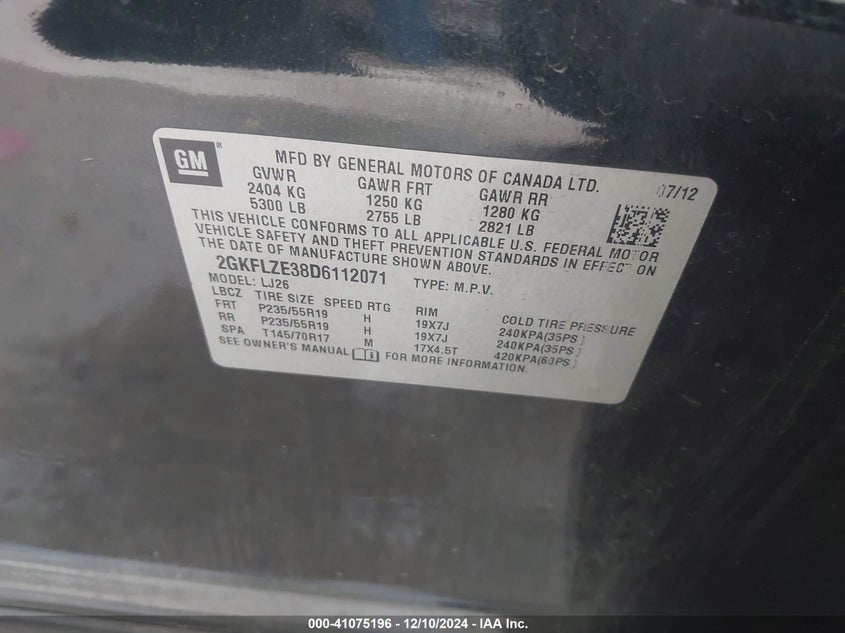 GM
MFD BY GENERAL MOTORS OF CANADA LTD. 07/12
GVWR GAWR FRT GAWR RR
2404 KG 1250 KG 1280 KG
5300 LB 2755 LB 2821 LB
THIS VEHICLE CONFORMS TO ALL APPLICABLE U.S. FEDERAL MOTOR
VEHICLE SAFETY AND THEFT PREVENTION STANDARDS IN EFFECT ON
THE DATE OF MANUFACTURE SHOWN ABOVE.
2GKFLZE38D6112071 TYPE: M.P.V.
MODEL: LJ26
LBCZ TIRE SIZE SPEED RTG RIM COLD TIRE PRESSURE
FRT P235/55R19 H 19X7J 240KPA(35PS)
RR P235/55R19 H 19X7J 240KPA(35PS)
SPA T145/70R17 M 17X4.5T 420KPA(60PS)
SEE OWNER'S MANUAL FOR MORE INFORMATION.
000-41075196 - 12/10/2024 - IAA Inc.